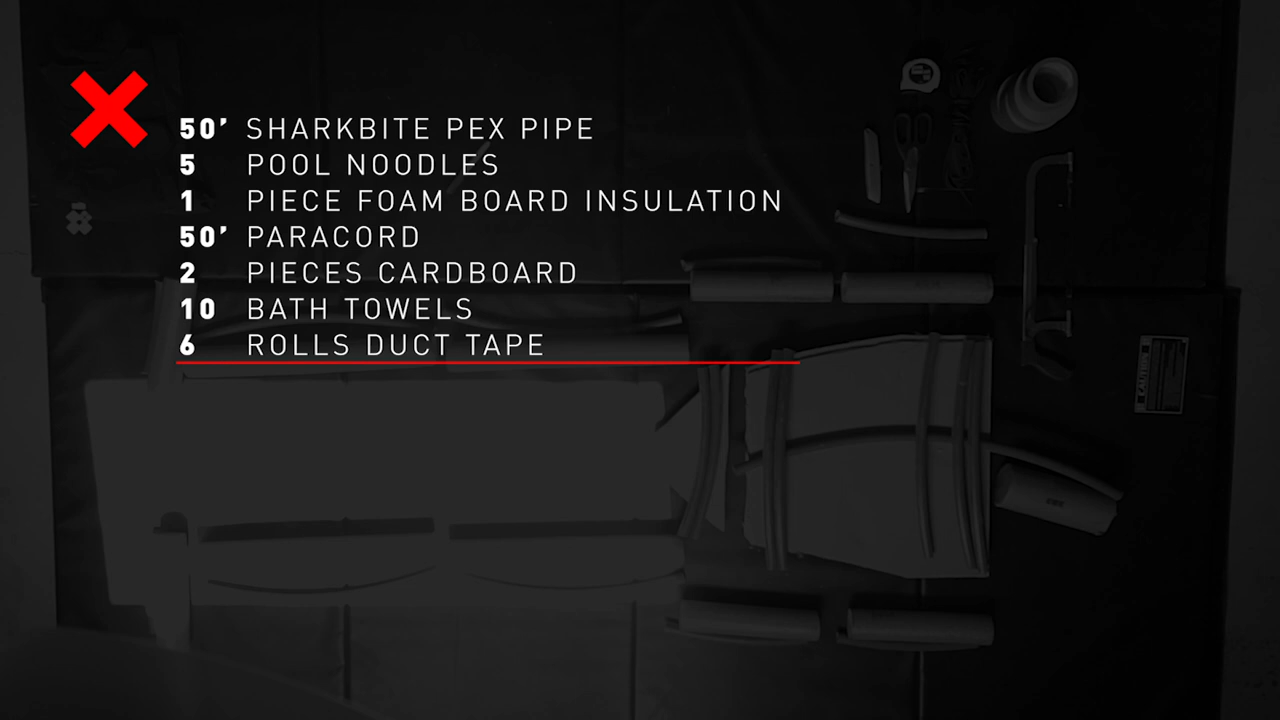 50’ SHARKBITE PEX PIPE
5 POOL NOODLES
1 PIECE FOAM BOARD INSULATION
50’ PARACORD
2 PIECES CARDBOARD
10 BATH TOWELS
6 ROLLS DUCT TAPE
CAUTION